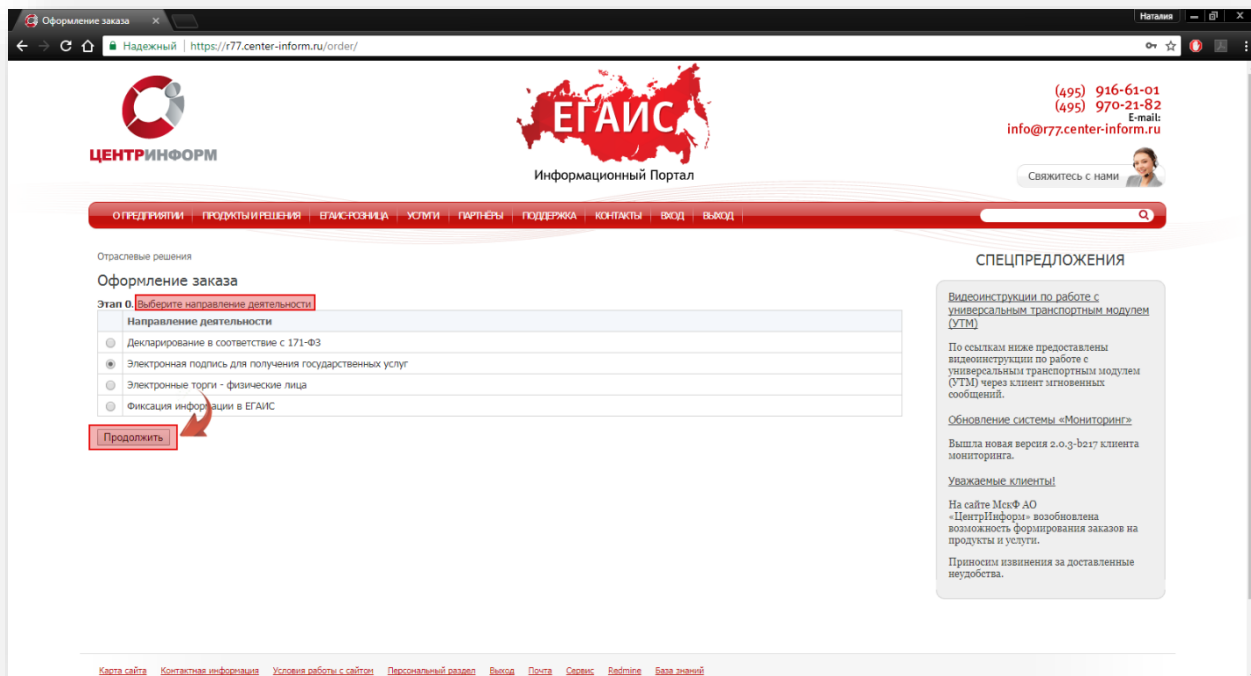 Оформление заказа
Наталия
Надежный | https://r77.center-inform.ru/order/
ЦЕНТРИНФОРМ
ЕГАИС
Информационный Портал
(495) 916-61-01
(495) 970-21-82
E-mail:
info@r77.center-inform.ru
Свяжитесь с нами
О ПРЕДПРИЯТИИ | ПРОДУКТЫ И РЕШЕНИЯ | ЕГАИС-РОЗНИЦА | УСЛУГИ | ПАРТНЁРЫ | ПОДДЕРЖКА | КОНТАКТЫ | ВХОД | ВЫХОД
Отраслевые решения
Оформление заказа
Этап 0. Выберите направление деятельности
Направление деятельности
Декларирование в соответствие с 171-ФЗ
Электронная подпись для получения государственных услуг
Электронные торги - физические лица
Фиксация информации в ЕГАИС
Продолжить
СПЕЦПРЕДЛОЖЕНИЯ
Видеоинструкции по работе с
универсальным транспортным модулем
(УТМ)
По ссылкам ниже предоставлены
видеоинструкции по работе с
универсальным транспортным модулем
(УТМ) через клиент мгновенных
сообщений.
Обновление системы «Мониторинг»
Вышла новая версия 2.0.3-b217 клиента
мониторинга.
Уважаемые клиенты!
На сайте МскФ АО
«ЦентрИнформ» возобновлена
возможность формирования заказов на
продукты и услуги.
Приносим извинения за доставленные
неудобства.
Карта сайта Контактная информация Условия работы с сайтом Персональный раздел Выход Почта Сервис Redmine База знаний